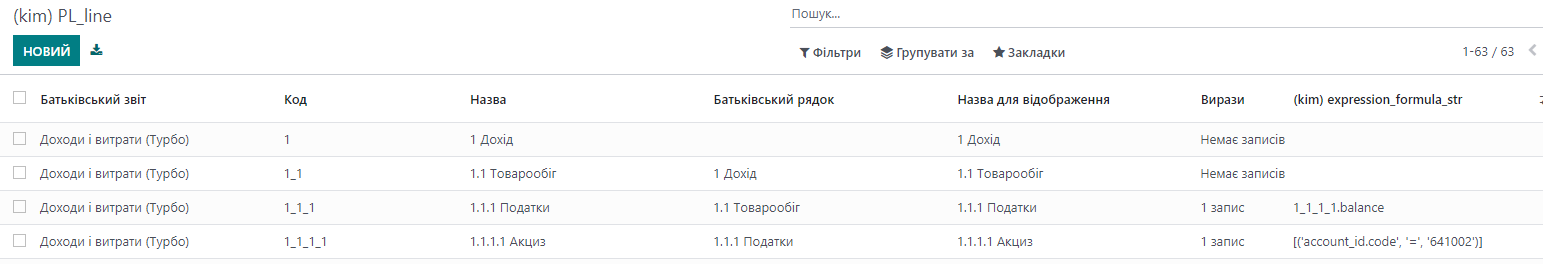 (kim) PL_line
Пошук...
НОВИЙ
Фільтри Групувати за Закладки 1-63 / 63
Батьківський звіт Код Назва Батьківський рядок Назва для відображення Вирази (kim) expression_formula_str
Доходи і витрати (Турбо) 1 1 Дохід 1 Дохід Немає записів
Доходи і витрати (Турбо) 1_1 1.1 Товарообіг 1 Дохід 1.1 Товарообіг Немає записів
Доходи і витрати (Турбо) 1_1_1 1.1.1 Податки 1.1 Товарообіг 1.1.1 Податки 1 запис 1_1_1_1.balance
Доходи і витрати (Турбо) 1_1_1_1 1.1.1.1 Акциз 1.1.1 Податки 1.1.1.1 Акциз 1 запис [('account_id.code', '=', '641002')]